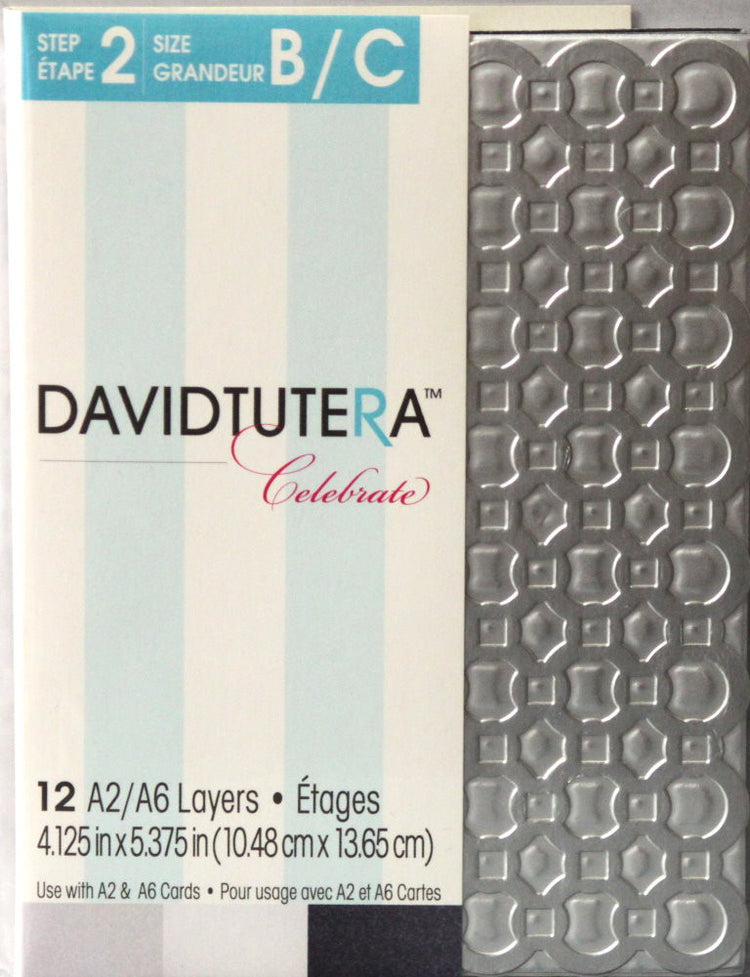 STEP 2 SIZE B/C
ÉTAPE GRANDEUR
DAVIDTUTERA™
Celebrate
12 A2/A6 Layers • Étages
4.125 in x 5.375 in (10.48 cm x 13.65 cm)
Use with A2 & A6 Cards • Pour usage avec A2 et A6 Cartes